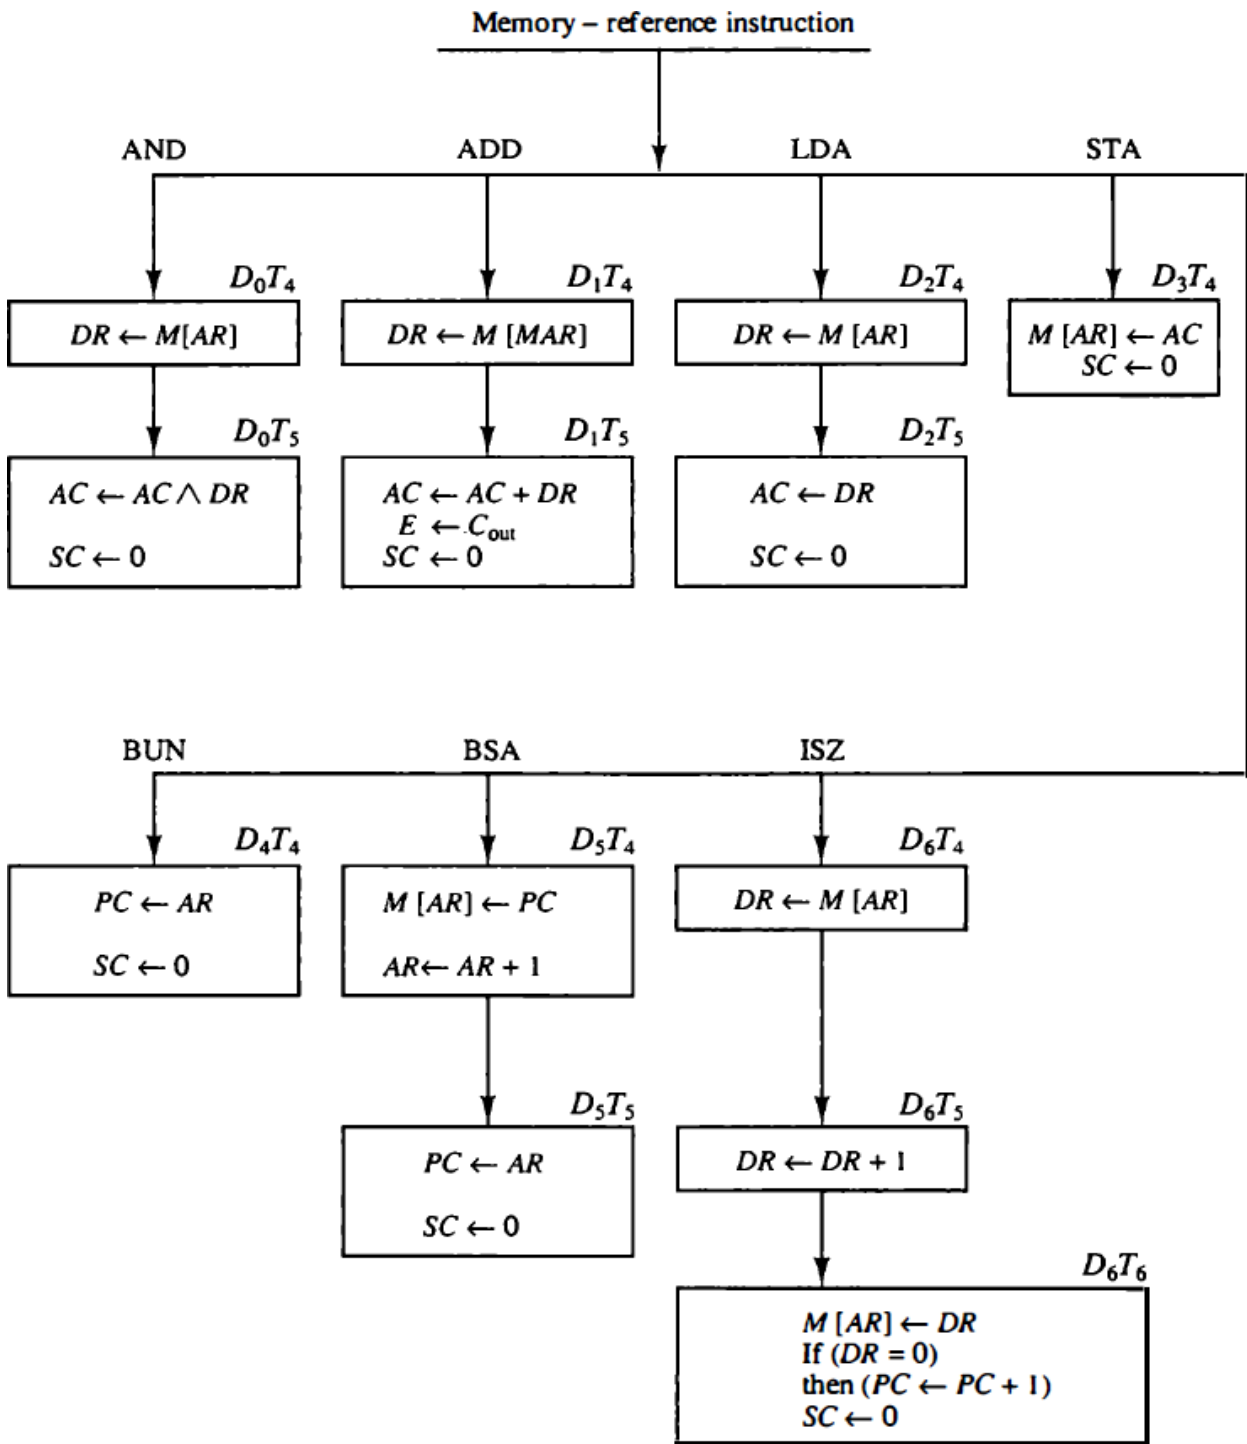 Memory – reference instruction
AND ADD LDA STA
D₀T₄ D₁T₄ D₂T₄ D₃T₄
DR ← M[AR]
DR ← M [MAR]
DR ← M [AR]
M [AR] ← AC
SC ← 0
D₀T₅ D₁T₅ D₂T₅
AC ← AC ∧ DR
SC ← 0
AC ← AC + DR
E ← C_out
SC ← 0
AC ← DR
SC ← 0
BUN BSA ISZ
D₄T₄ D₅T₄ D₆T₄
PC ← AR
SC ← 0
M [AR] ← PC
AR ← AR + 1
DR ← M [AR]
D₅T₅ D₆T₅
PC ← AR
SC ← 0
DR ← DR + 1
D₆T₆
M [AR] ← DR
If (DR = 0)
then (PC ← PC + 1)
SC ← 0